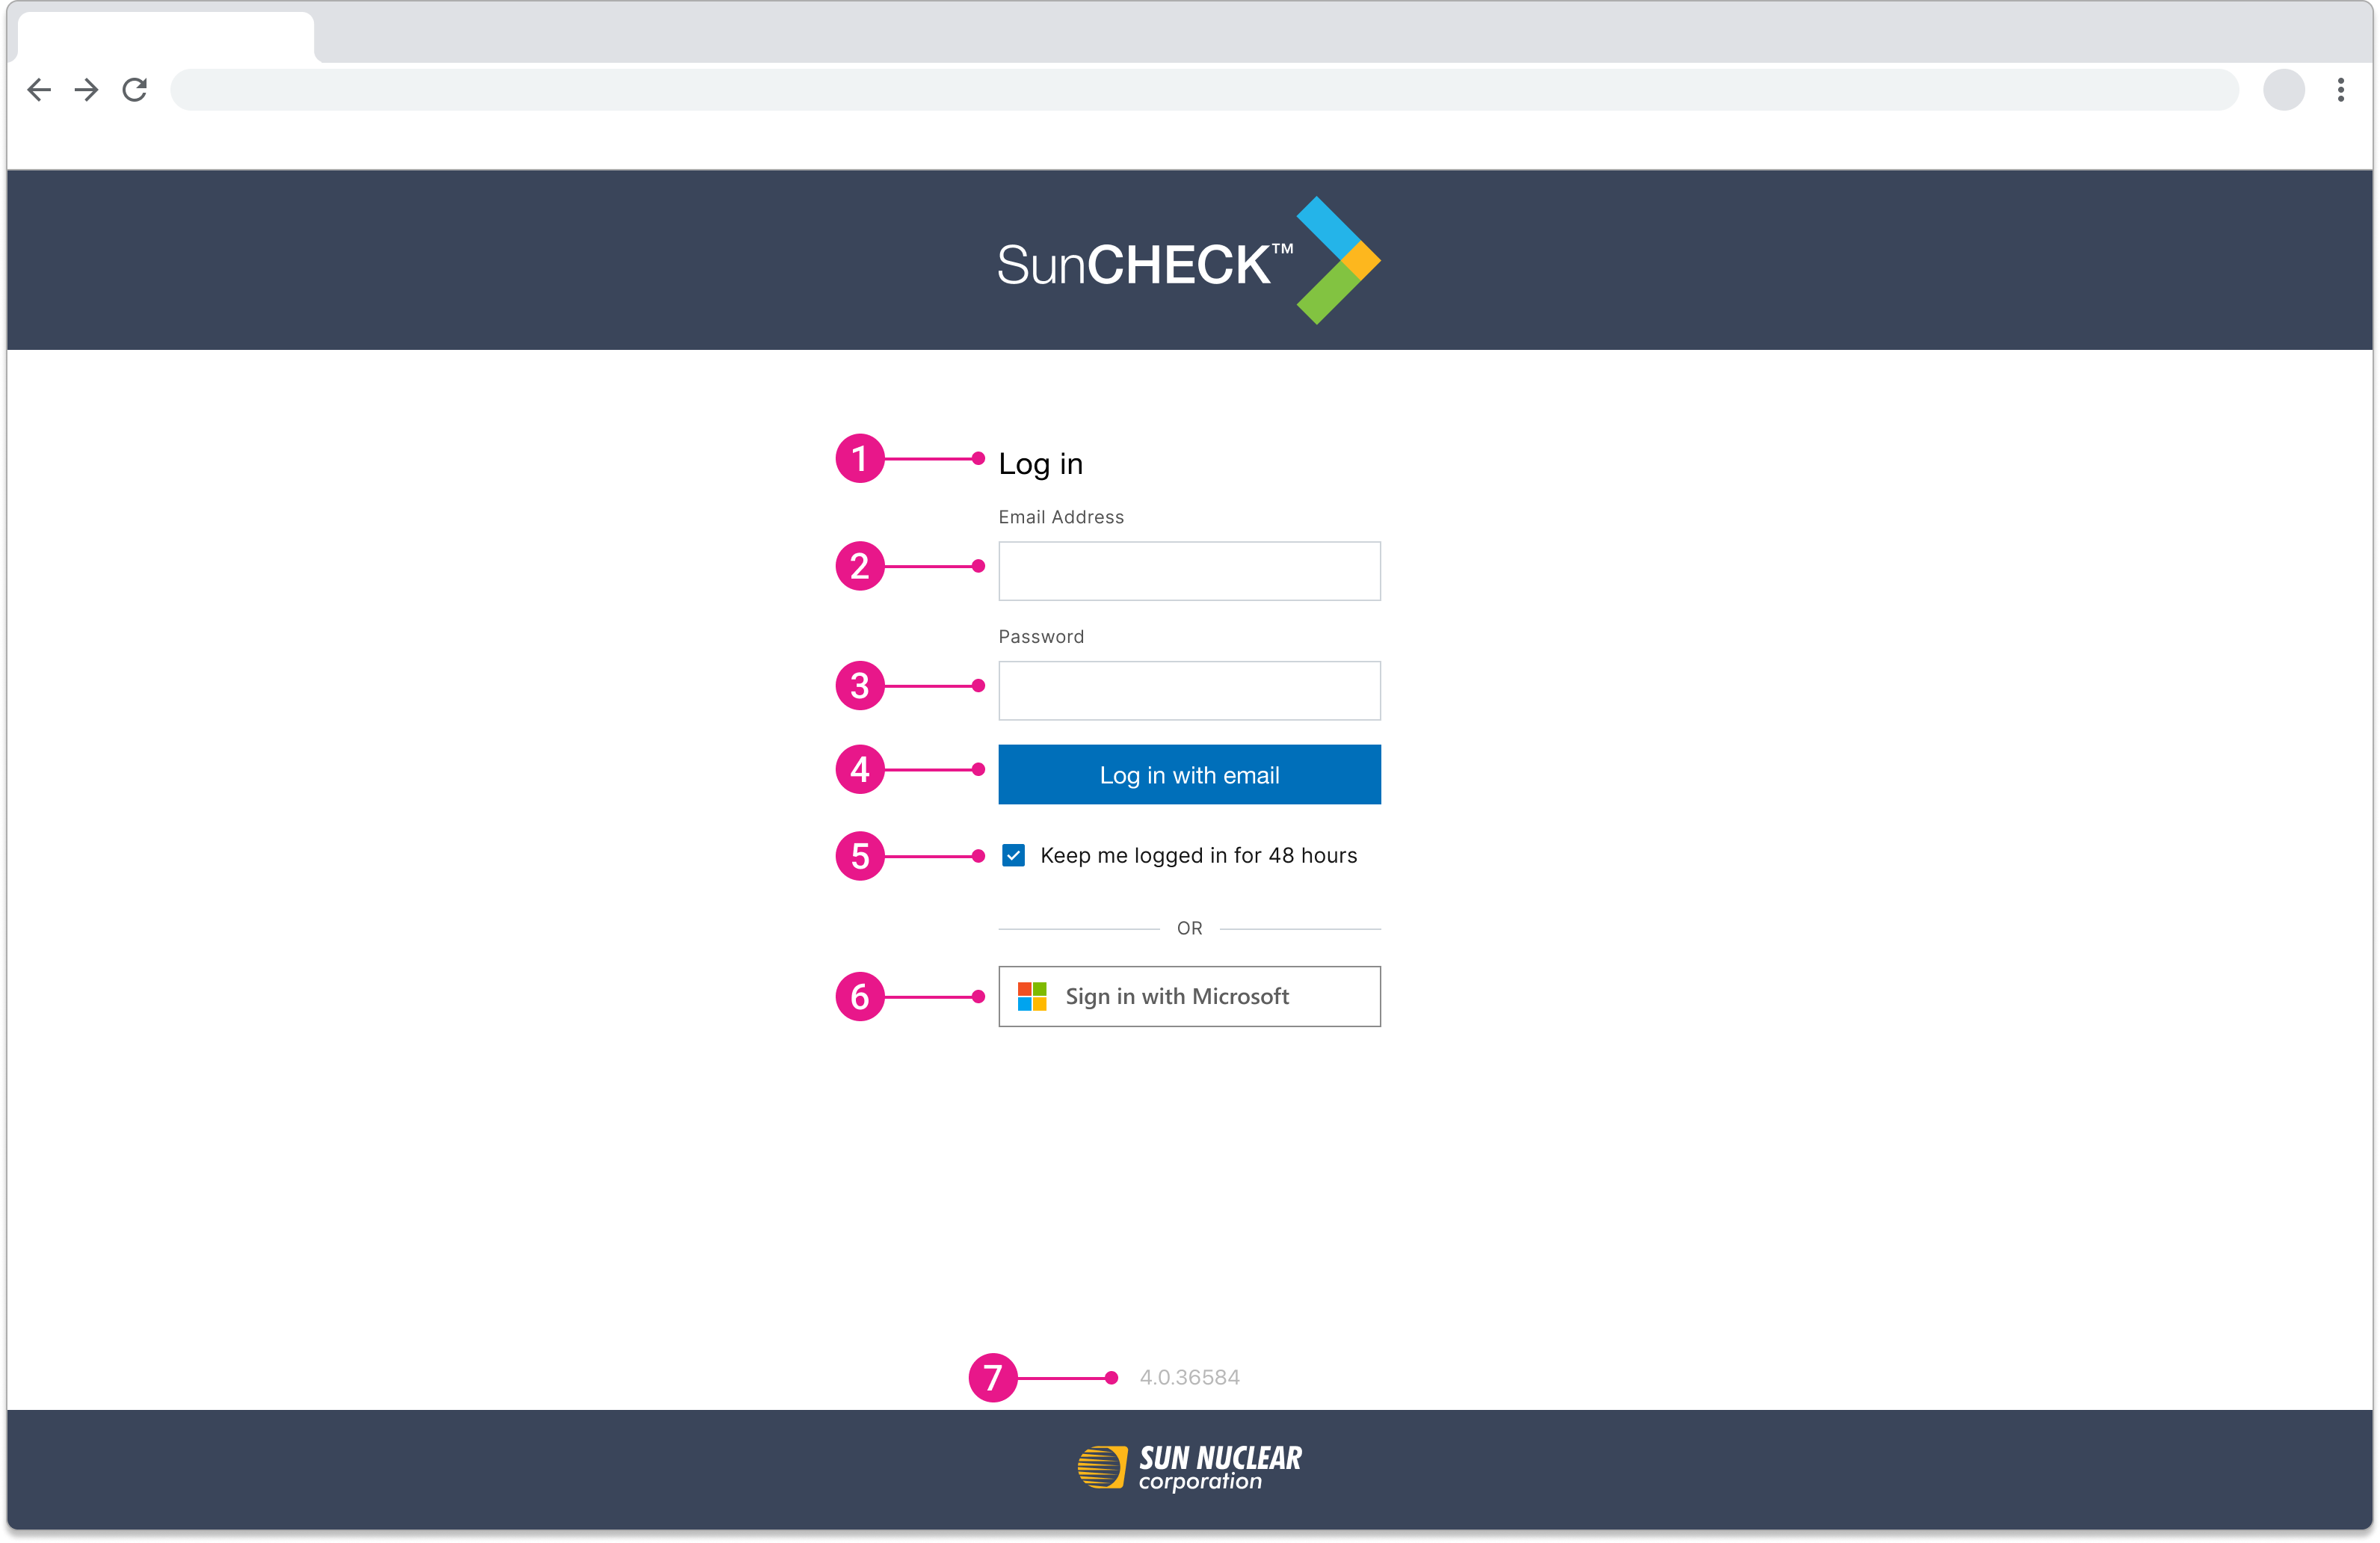 SunCHECK™
1 Log in
Email Address
2
Password
3
4 Log in with email
5 Keep me logged in for 48 hours
OR
6 Sign in with Microsoft
7 4.0.36584
SUN NUCLEAR
corporation